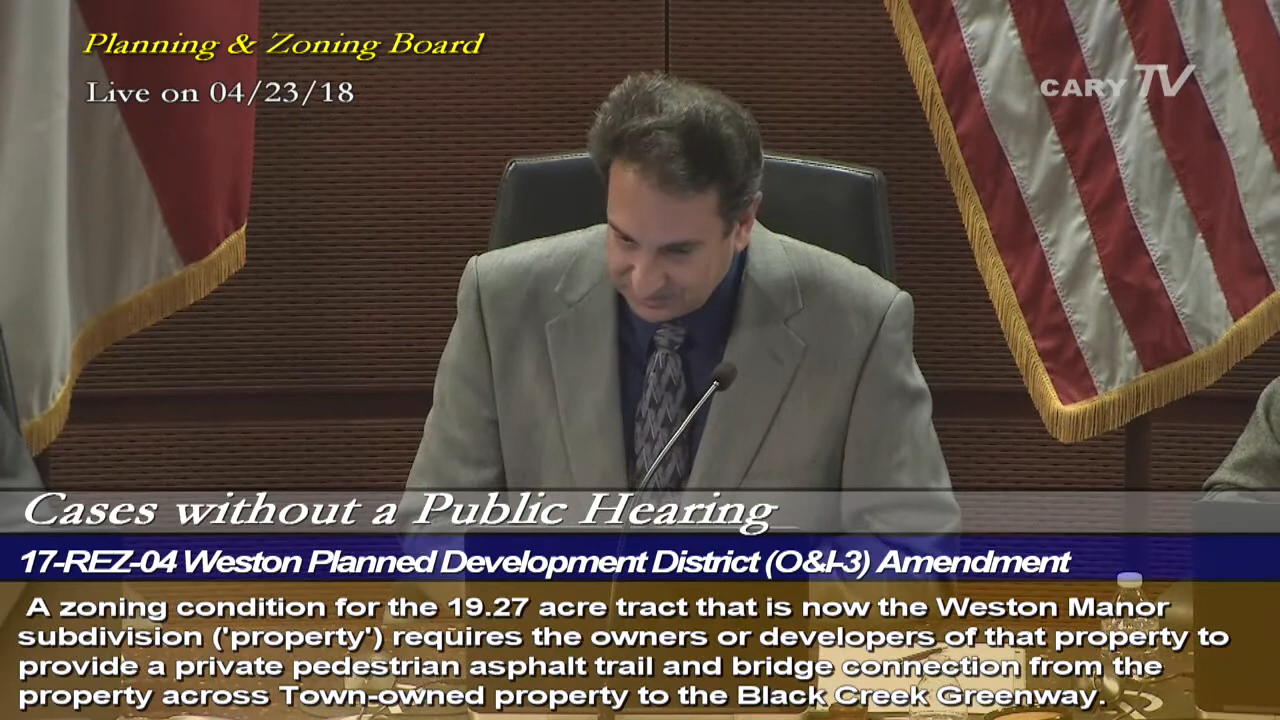 Planning & Zoning Board
Live on 04/23/18
CARY TV
Cases without a Public Hearing
17-REZ-04 Weston Planned Development District (O&I-3) Amendment
A zoning condition for the 19.27 acre tract that is now the Weston Manor
subdivision ('property') requires the owners or developers of that property to
provide a private pedestrian asphalt trail and bridge connection from the
property across Town-owned property to the Black Creek Greenway.